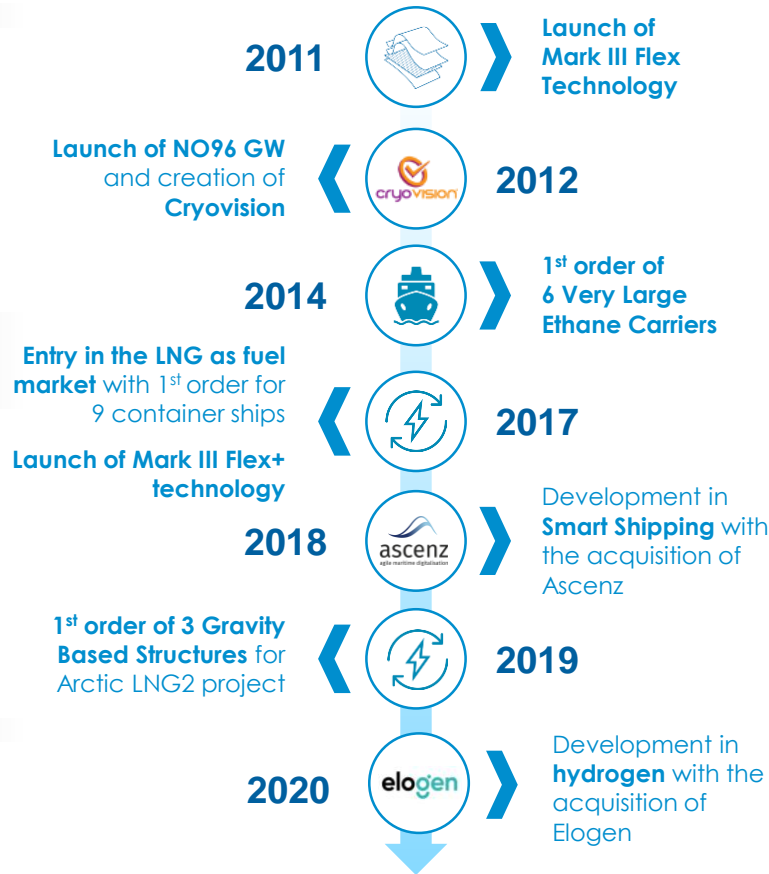 2011
Launch of
Mark III Flex
Technology
Launch of NO96 GW
and creation of
Cryovision
cryovision
2012
2014
1st order of
6 Very Large
Ethane Carriers
Entry in the LNG as fuel
market with 1st order for
9 container ships
Launch of Mark III Flex+
technology
2017
2018
ascenz
agile maritime digitalisation
Development in
Smart Shipping with
the acquisition of
Ascenz
1st order of 3 Gravity
Based Structures for
Arctic LNG2 project
2019
2020
elogen
Development in
hydrogen with the
acquisition of
Elogen